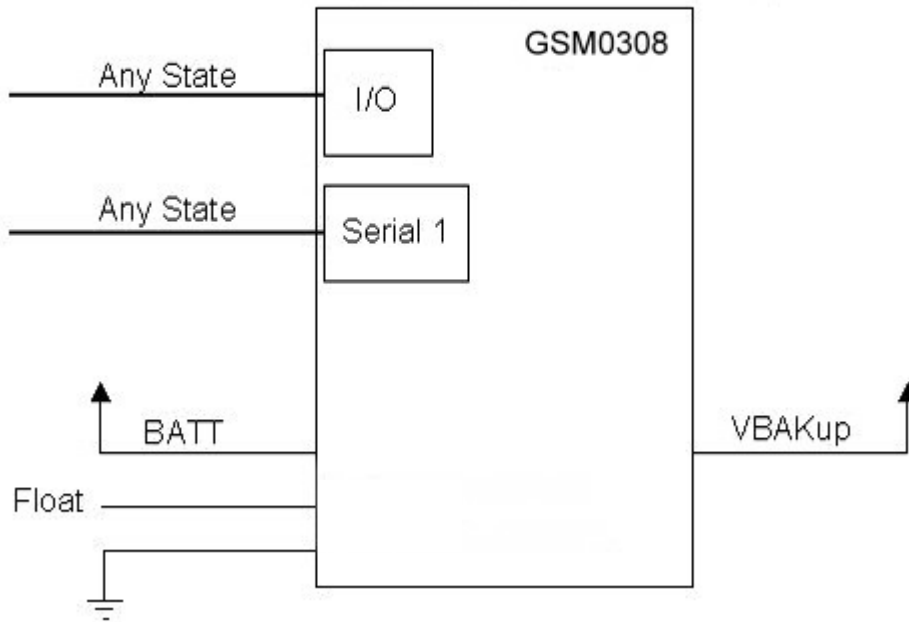 GSM0308
Any State
I/O
Any State
Serial 1
BATT
VBAKup
Float